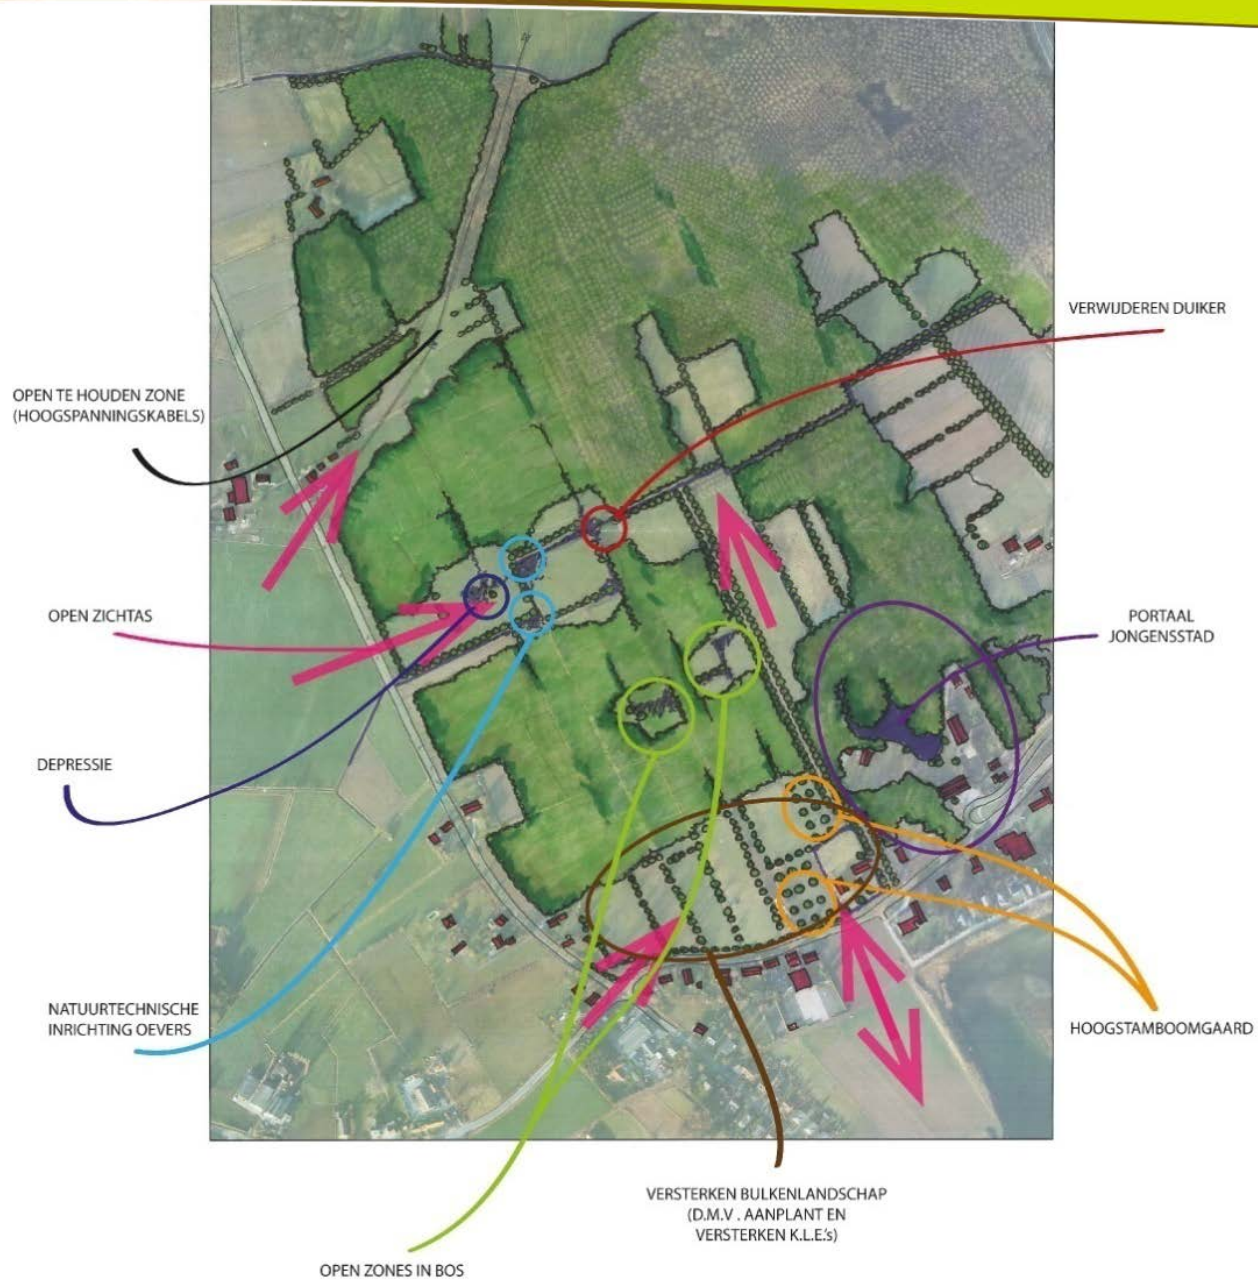 VERWIJDEREN DUIKER
OPEN TE HOUDEN ZONE
(HOOGSPANNINGSKABELS)
OPEN ZICHTAS
PORTAAL
JONGENSSTAD
DEPRESSIE
NATUURTECHNISCHE
INRICHTING OEVERS
HOOGSTAMBOOMGAARD
VERSTERKEN BULKENLANDSCHAP
(D.M.V . AANPLANT EN
VERSTERKEN K.L.E.'s)
OPEN ZONES IN BOS